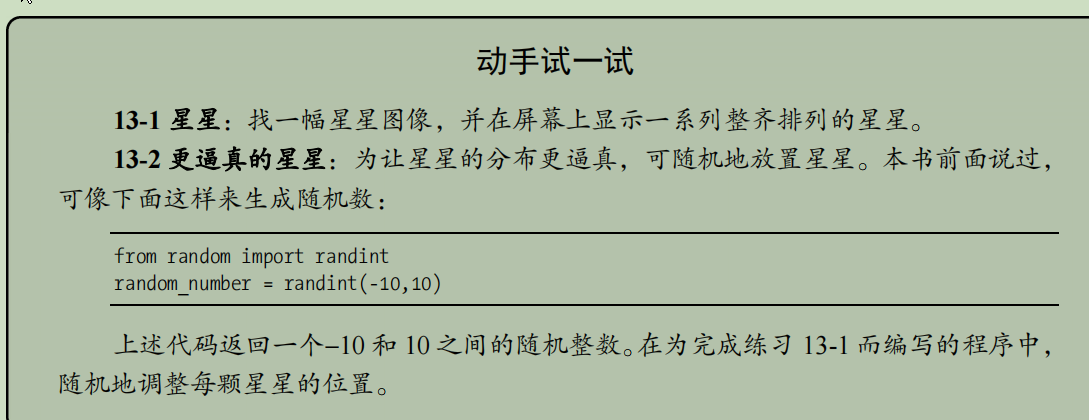 动手试一试
13-1 星星：找一幅星星图像，并在屏幕上显示一系列整齐排列的星星。
13-2 更逼真的星星：为让星星的分布更逼真，可随机地放置星星。本书前面说过，
可像下面这样来生成随机数：
from random import randint
random_number = randint(-10,10)
上述代码返回一个–10 和 10 之间的随机整数。在为完成练习 13-1 而编写的程序中，
随机地调整每颗星星的位置。